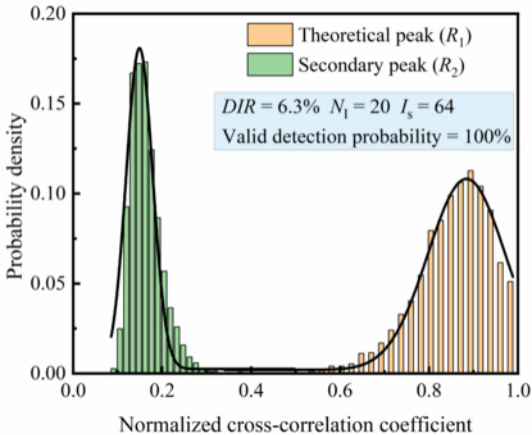 0.20
0.15
0.10
0.05
0.00
Probability density
Theoretical peak (R₁)
Secondary peak (R₂)
DIR = 6.3% N_I = 20 I_s = 64
Valid detection probability = 100%
0.0 0.2 0.4 0.6 0.8 1.0
Normalized cross-correlation coefficient